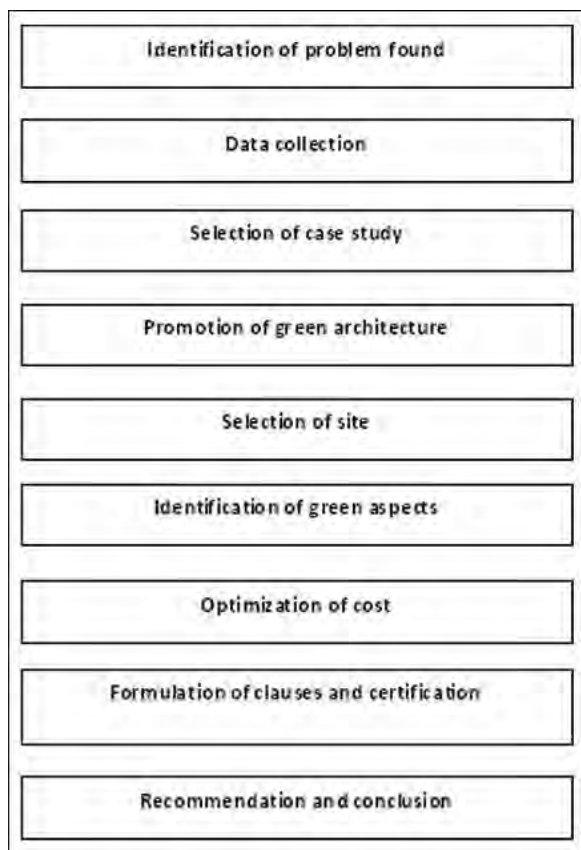 Identification of problem found
Data collection
Selection of case study
Promotion of green architecture
Selection of site
Identification of green aspects
Optimization of cost
Formulation of clauses and certification
Recommendation and conclusion